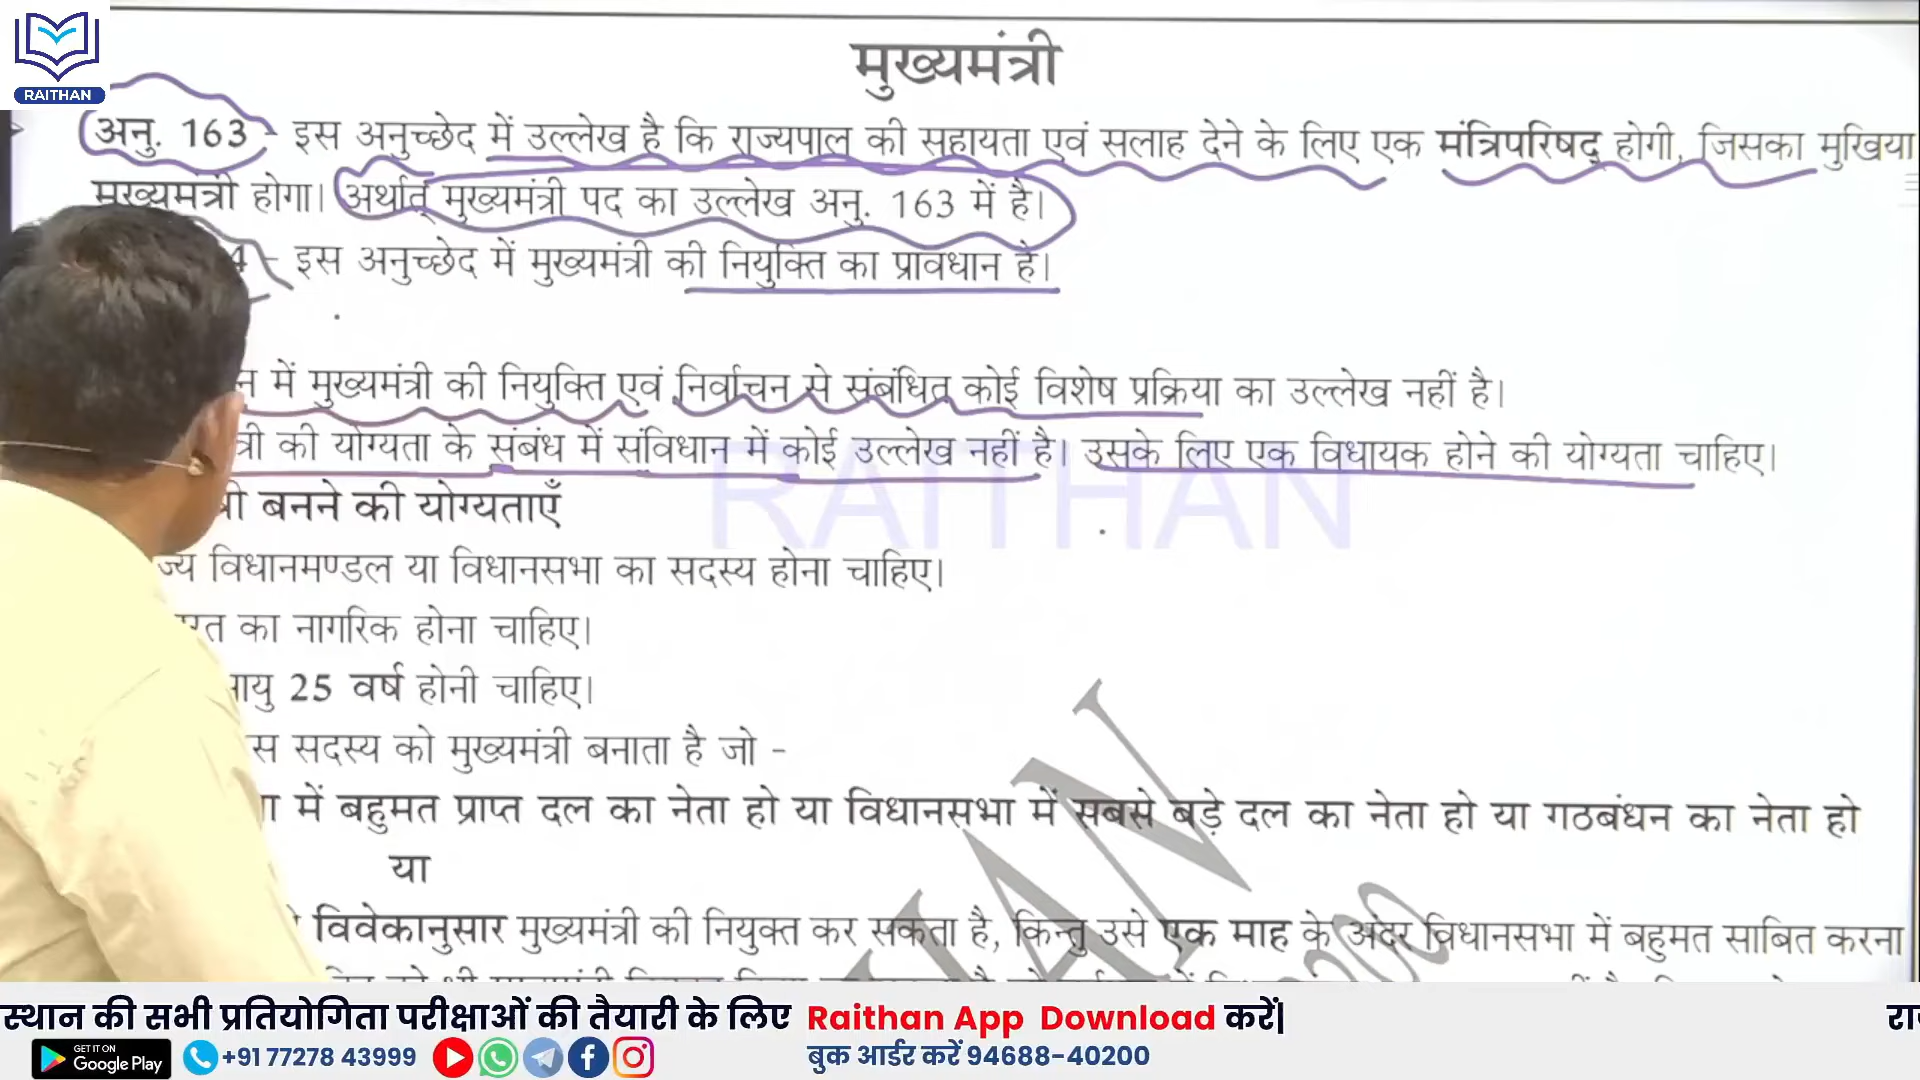 RAITHAN
मुख्यमंत्री
अनु. 163 - इस अनुच्छेद में उल्लेख है कि राज्यपाल की सहायता एवं सलाह देने के लिए एक मंत्रिपरिषद् होगी, जिसका मुखिया
मुख्यमंत्री होगा। अर्थात् मुख्यमंत्री पद का उल्लेख अनु. 163 में है।
4 - इस अनुच्छेद में मुख्यमंत्री की नियुक्ति का प्रावधान है।
में मुख्यमंत्री की नियुक्ति एवं निर्वाचन से संबंधित कोई विशेष प्रक्रिया का उल्लेख नहीं है।
की योग्यता के संबंध में संविधान में कोई उल्लेख नहीं है। उसके लिए एक विधायक होने की योग्यता चाहिए।
बनने की योग्यताएँ
विधानमण्डल या विधानसभा का सदस्य होना चाहिए।
का नागरिक होना चाहिए।
25 वर्ष होनी चाहिए।
सदस्य को मुख्यमंत्री बनाता है जो -
में बहुमत प्राप्त दल का नेता हो या विधानसभा में सबसे बड़े दल का नेता हो या गठबंधन का नेता हो
या
विवेकानुसार मुख्यमंत्री की नियुक्त कर सकता है, किन्तु उसे एक माह के अंदर विधानसभा में बहुमत साबित करना
RAITHAN
स्थान की सभी प्रतियोगिता परीक्षाओं की तैयारी के लिए Raithan App Download करें|
GET IT ON Google Play +91 77278 43999 बुक आर्डर करें 94688-40200